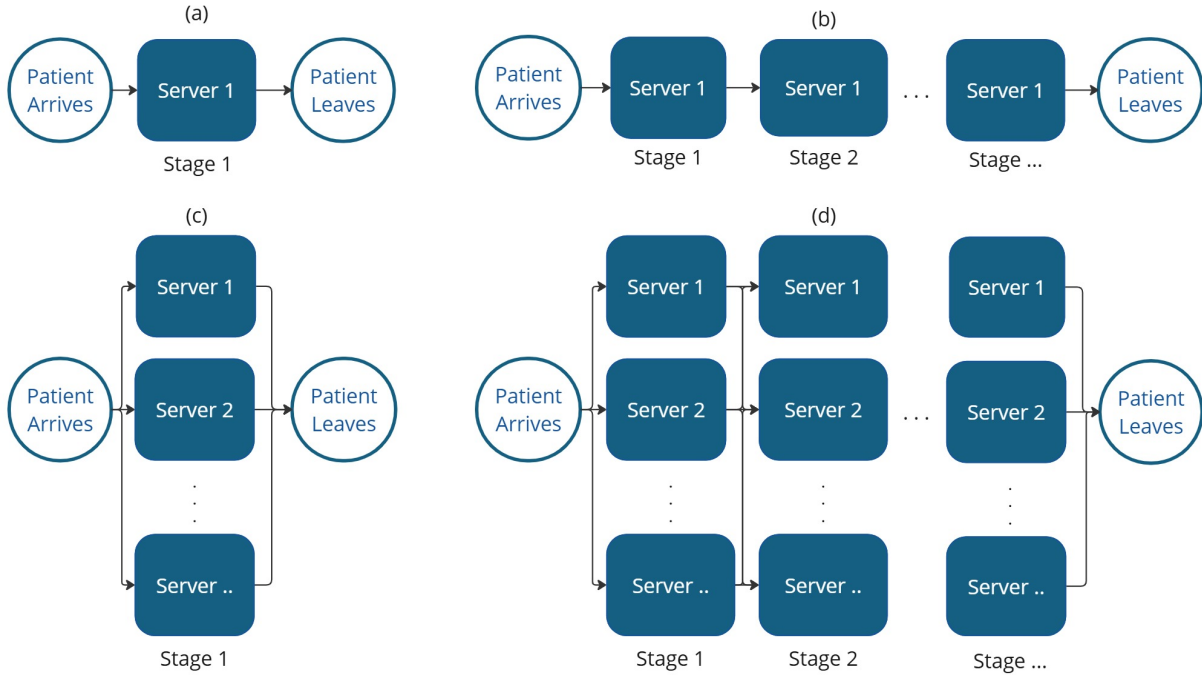 (a)
Patient
Arrives
Server 1
Patient
Leaves
Stage 1
(b)
Patient
Arrives
Server 1
Server 1
. . .
Server 1
Patient
Leaves
Stage 1
Stage 2
Stage ...
(c)
Server 1
Patient
Arrives
Server 2
Patient
Leaves
.
.
.
Server ..
Stage 1
(d)
Server 1
Server 1
Server 1
Patient
Arrives
Server 2
Server 2
. . .
Server 2
Patient
Leaves
.
.
.
.
.
.
.
.
.
Server ..
Server ..
Server ..
Stage 1
Stage 2
Stage ...